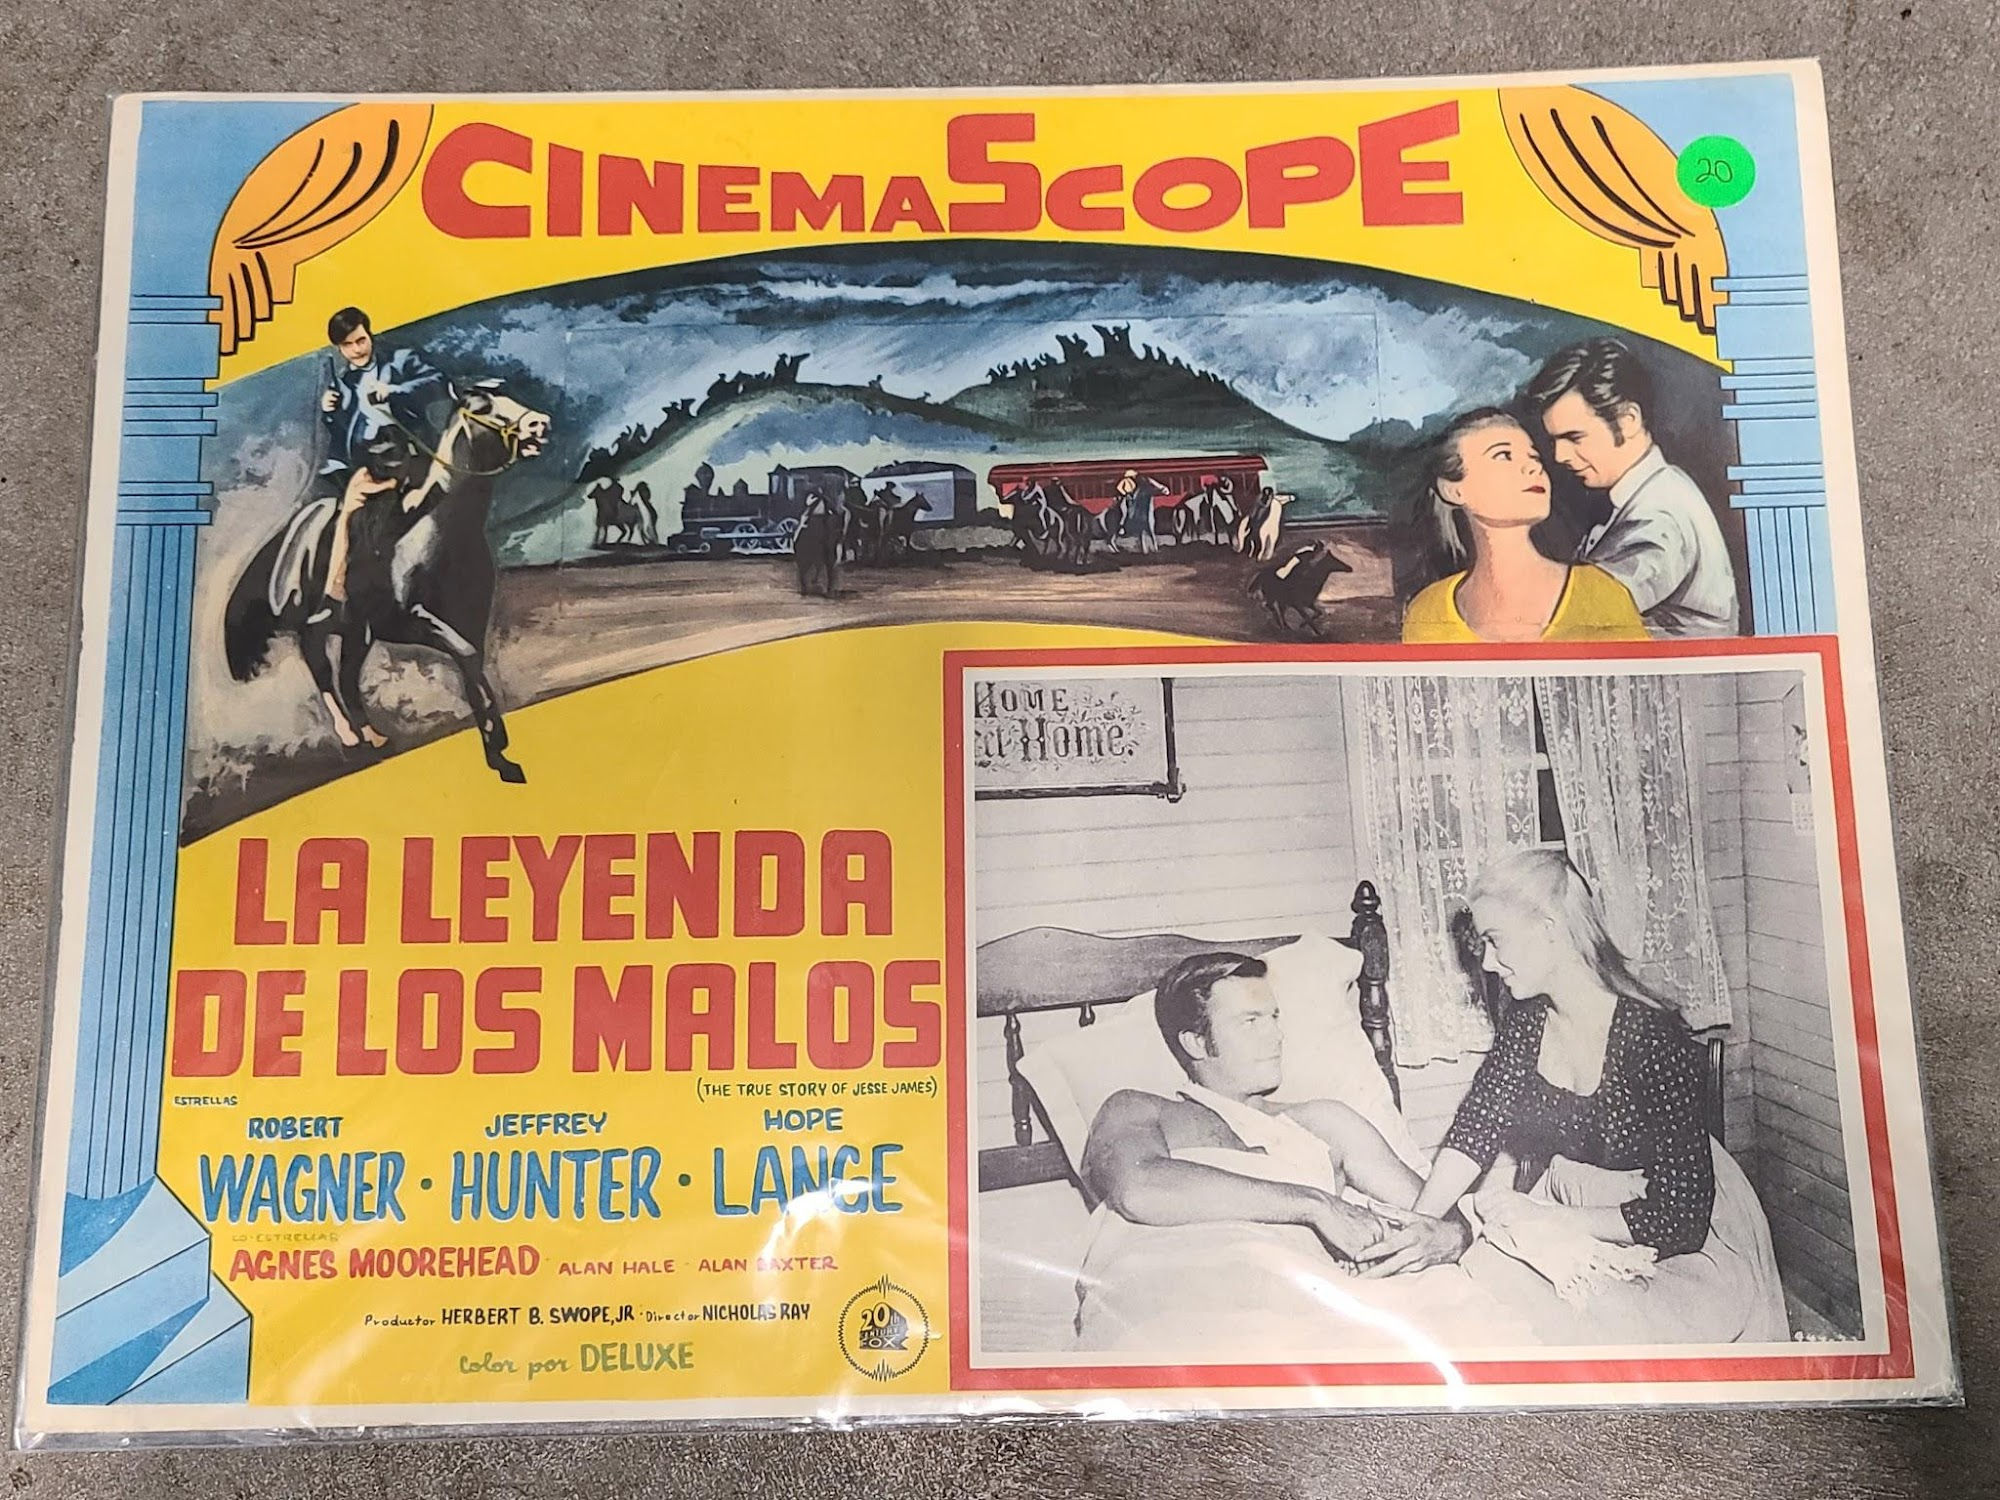 CINEMASCOPE
20
HOME
Home.
LA LEYENDA
DE LOS MALOS
(THE TRUE STORY OF JESSE JAMES)
ESTRELLAS
ROBERT JEFFREY HOPE
WAGNER · HUNTER · LANGE
CO-ESTRELLAS
AGNES MOOREHEAD · ALAN HALE · ALAN BAXTER
Productor HERBERT B. SWOPE, JR · Director NICHOLAS RAY
20th
CENTURY
FOX
Color por DELUXE